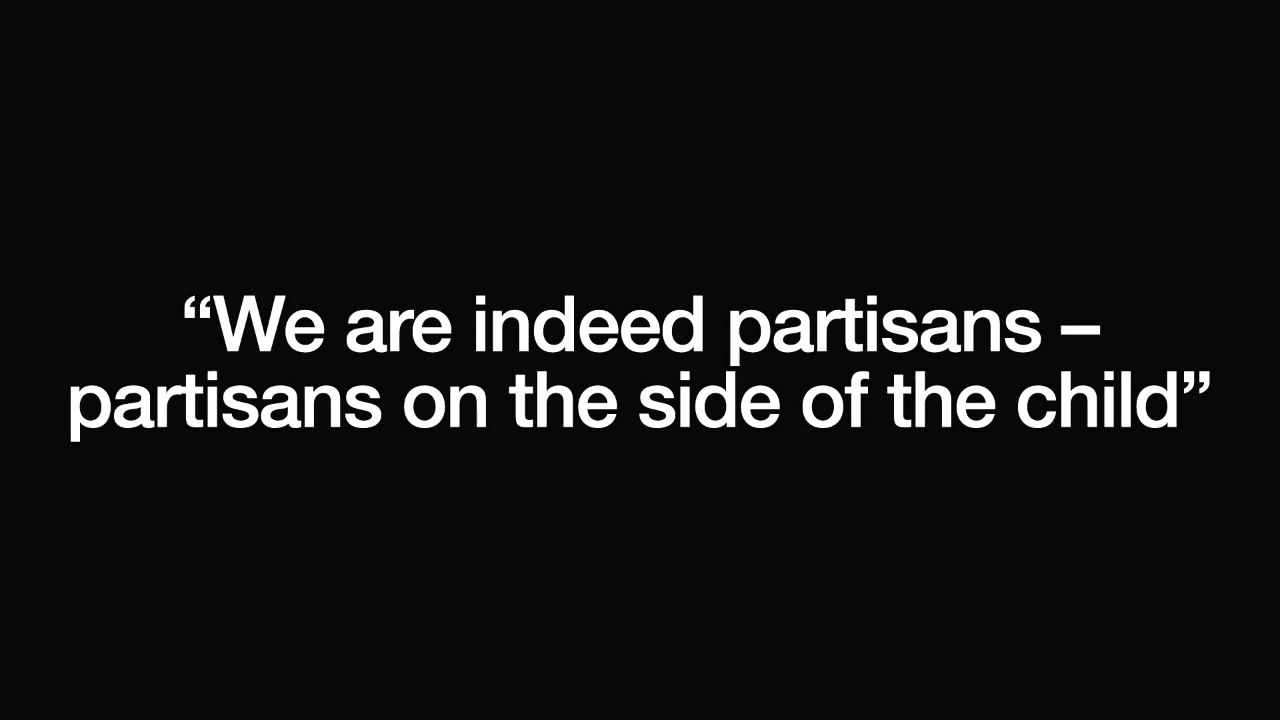 “We are indeed partisans –
partisans on the side of the child”